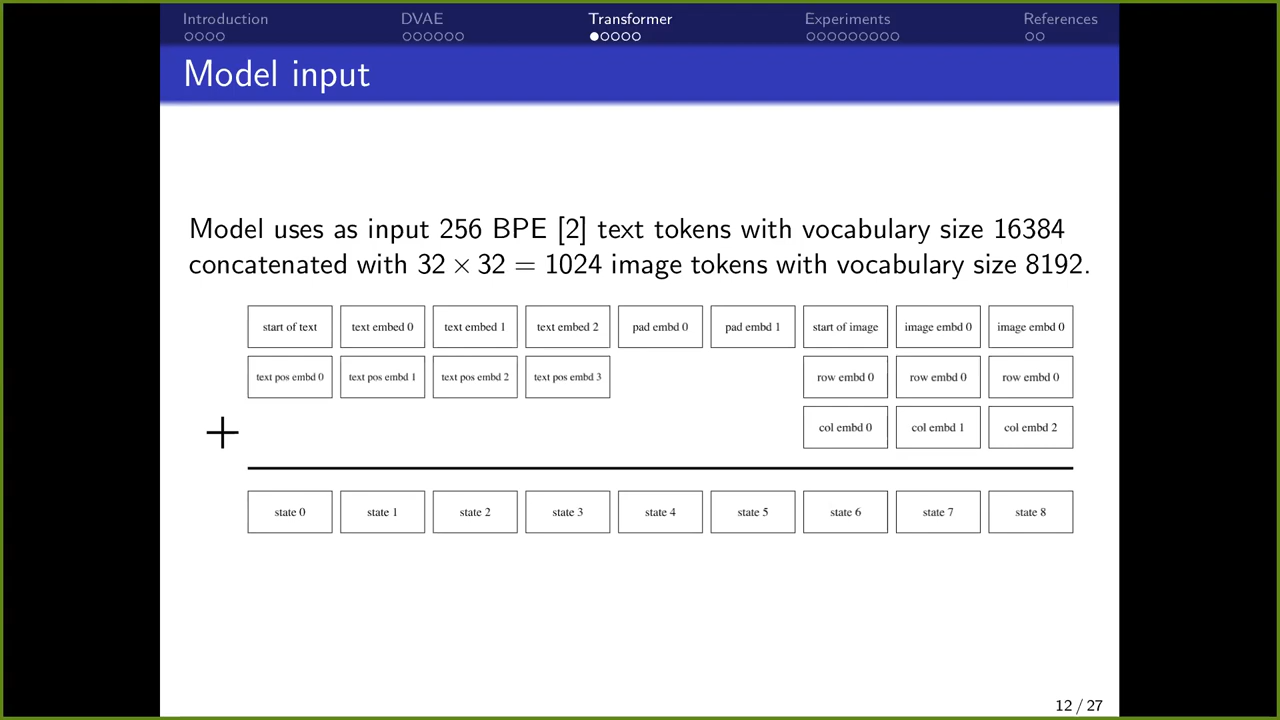 Introduction DVAE Transformer Experiments References
Model input
Model uses as input 256 BPE [2] text tokens with vocabulary size 16384
concatenated with 32 × 32 = 1024 image tokens with vocabulary size 8192.
start of text text embed 0 text embed 1 text embed 2 pad embd 0 pad embd 1 start of image image embd 0 image embd 0
text pos embd 0 text pos embd 1 text pos embd 2 text pos embd 3 row embd 0 row embd 0 row embd 0
+ col embd 0 col embd 1 col embd 2
state 0 state 1 state 2 state 3 state 4 state 5 state 6 state 7 state 8
12 / 27